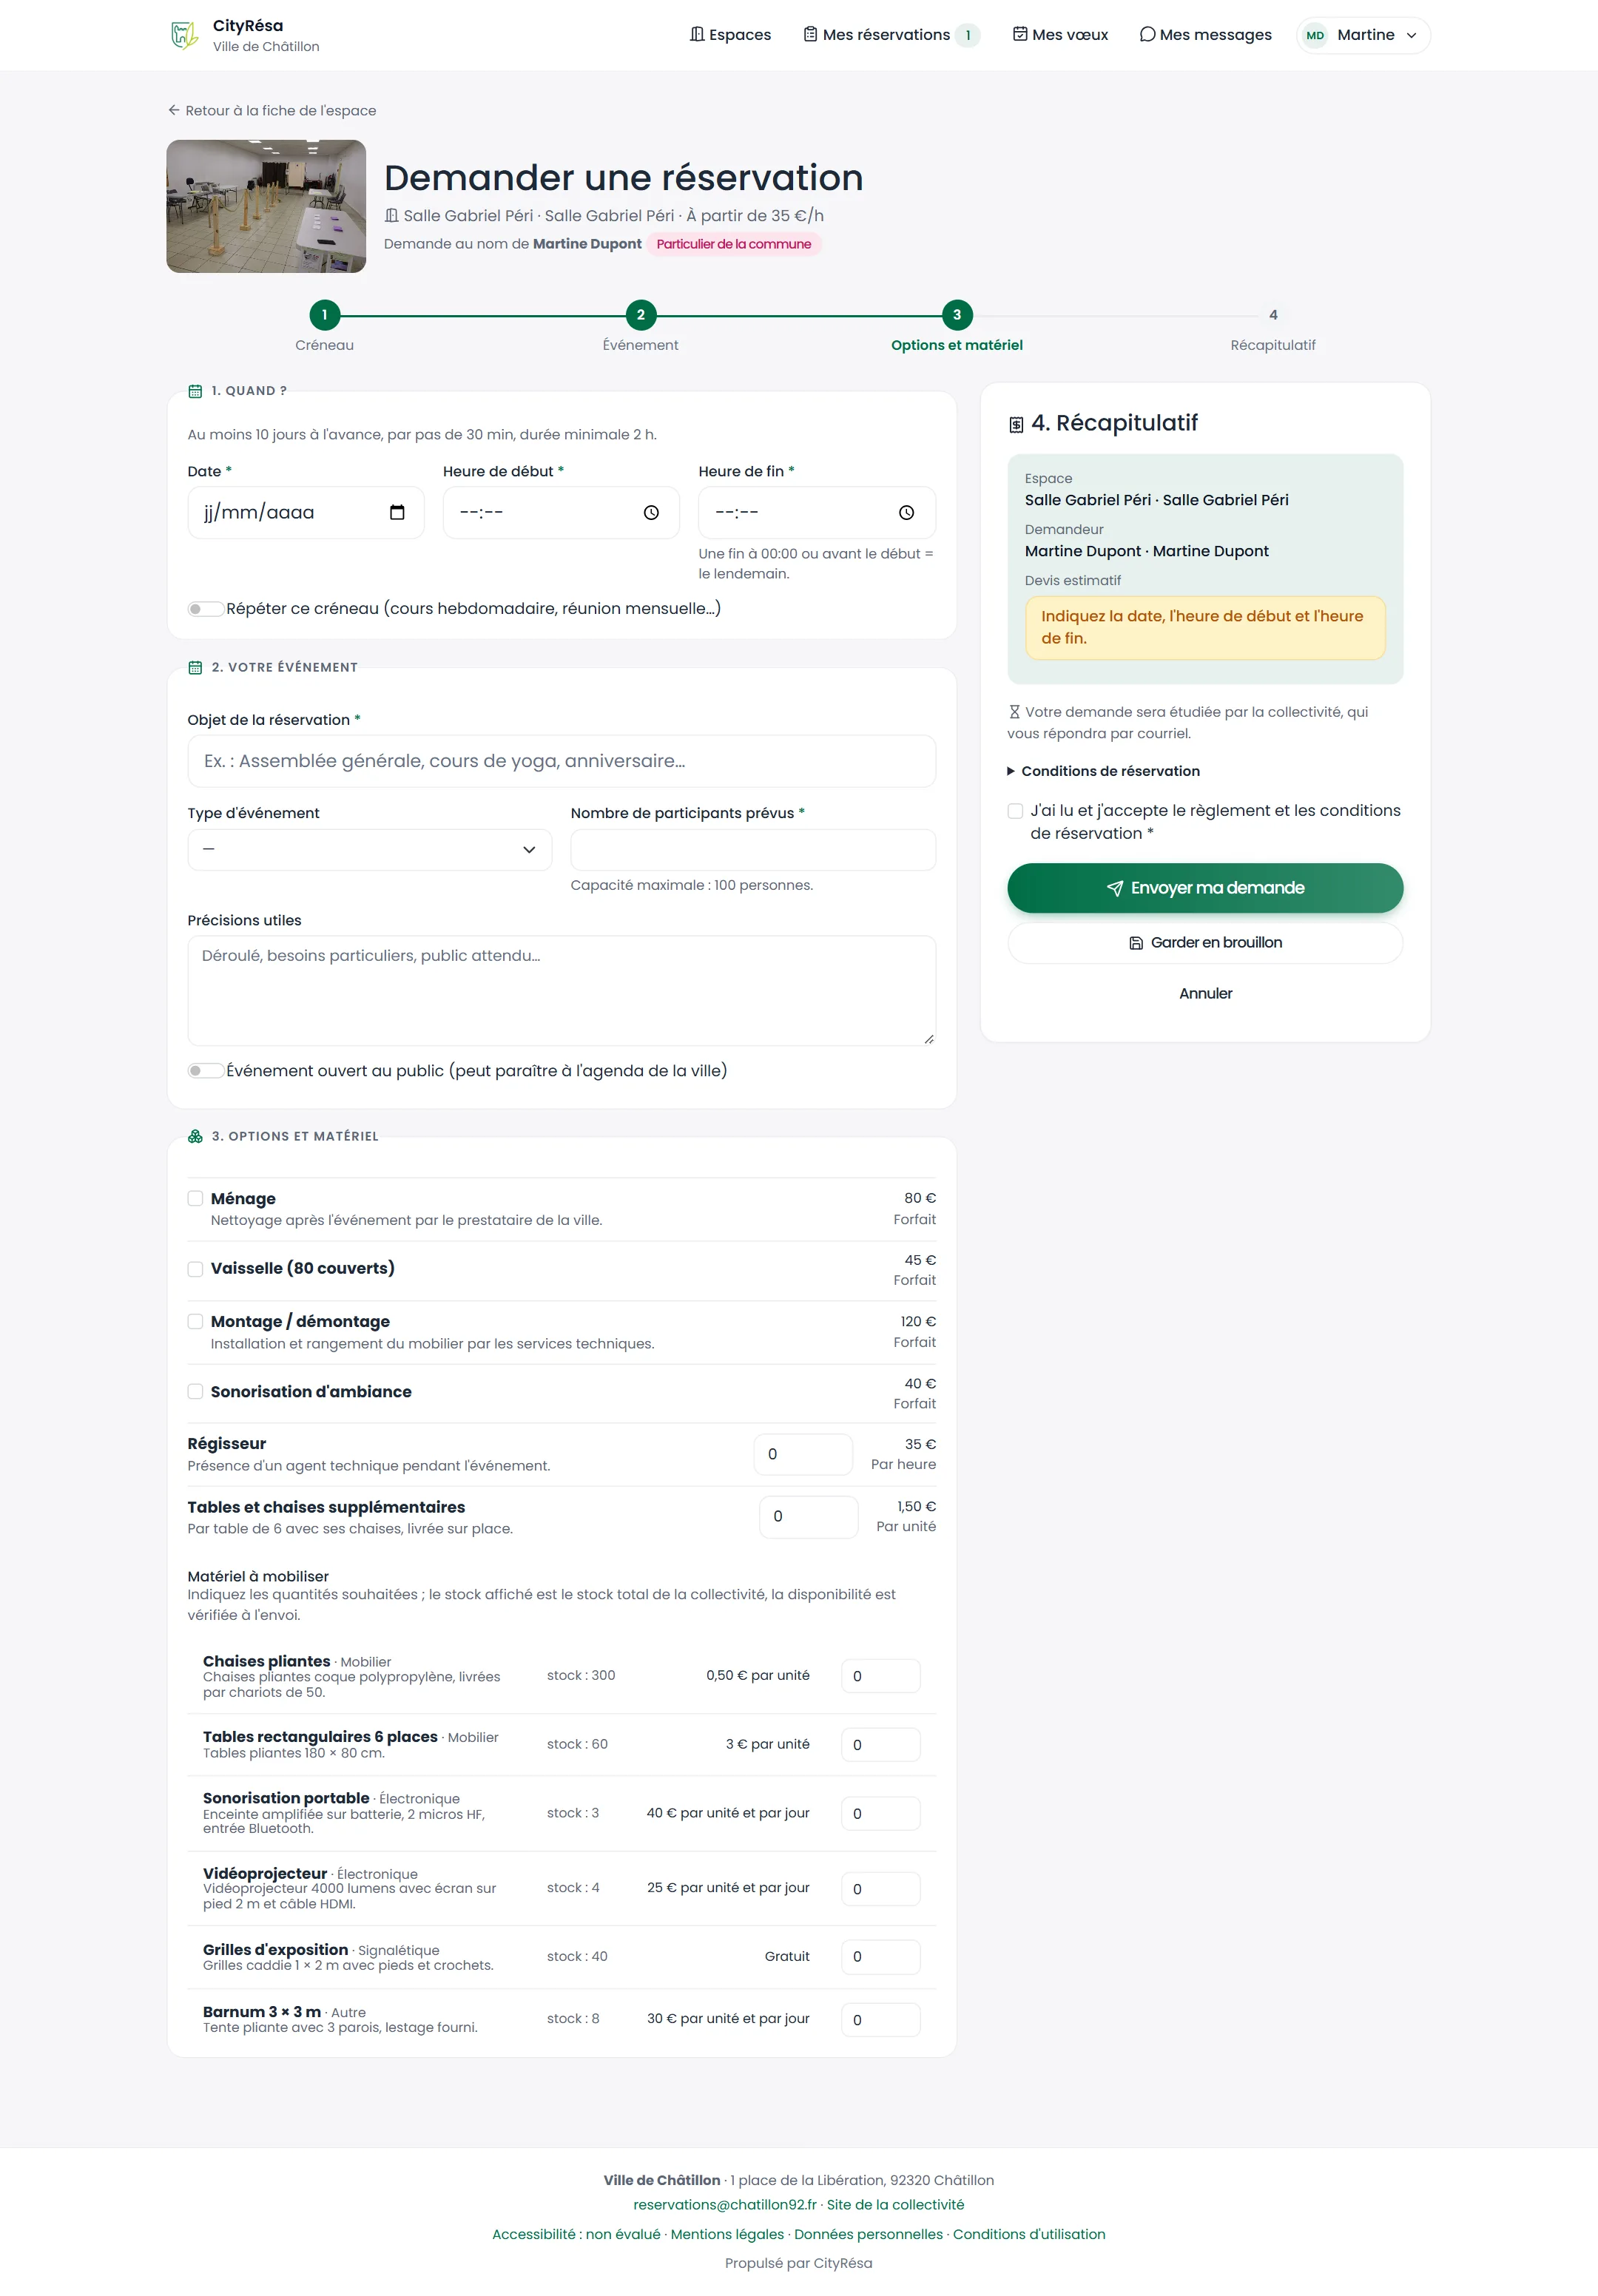 CityRésa
Ville de Châtillon
Espaces
Mes réservations 1
Mes vœux
Mes messages
MD Martine
← Retour à la fiche de l'espace
Demander une réservation
Salle Gabriel Péri · Salle Gabriel Péri · À partir de 35 €/h
Demande au nom de Martine Dupont Particulier de la commune
1 Créneau
2 Événement
3 Options et matériel
4 Récapitulatif
1. QUAND ?
Au moins 10 jours à l'avance, par pas de 30 min, durée minimale 2 h.
Date * Heure de début * Heure de fin *
jj/mm/aaaa --:-- --:--
Une fin à 00:00 ou avant le début =
le lendemain.
Répéter ce créneau (cours hebdomadaire, réunion mensuelle…)
2. VOTRE ÉVÉNEMENT
Objet de la réservation *
Ex. : Assemblée générale, cours de yoga, anniversaire…
Type d'événement Nombre de participants prévus *
—
Capacité maximale : 100 personnes.
Précisions utiles
Déroulé, besoins particuliers, public attendu…
Événement ouvert au public (peut paraître à l'agenda de la ville)
3. OPTIONS ET MATÉRIEL
Ménage 80 €
Nettoyage après l'événement par le prestataire de la ville. Forfait
Vaisselle (80 couverts) 45 €
Forfait
Montage / démontage 120 €
Installation et rangement du mobilier par les services techniques. Forfait
Sonorisation d'ambiance 40 €
Forfait
Régisseur 0 35 €
Présence d'un agent technique pendant l'événement. Par heure
Tables et chaises supplémentaires 0 1,50 €
Par table de 6 avec ses chaises, livrée sur place. Par unité
Matériel à mobiliser
Indiquez les quantités souhaitées ; le stock affiché est le stock total de la collectivité, la disponibilité est
vérifiée à l'envoi.
Chaises pliantes · Mobilier
Chaises pliantes coque polypropylène, livrées
par chariots de 50.
stock : 300 0,50 € par unité 0
Tables rectangulaires 6 places · Mobilier
Tables pliantes 180 × 80 cm.
stock : 60 3 € par unité 0
Sonorisation portable · Électronique
Enceinte amplifiée sur batterie, 2 micros HF,
entrée Bluetooth.
stock : 3 40 € par unité et par jour 0
Vidéoprojecteur · Électronique
Vidéoprojecteur 4000 lumens avec écran sur
pied 2 m et câble HDMI.
stock : 4 25 € par unité et par jour 0
Grilles d'exposition · Signalétique
Grilles caddie 1 × 2 m avec pieds et crochets.
stock : 40 Gratuit 0
Barnum 3 × 3 m · Autre
Tente pliante avec 3 parois, lestage fourni.
stock : 8 30 € par unité et par jour 0
4. Récapitulatif
Espace
Salle Gabriel Péri · Salle Gabriel Péri
Demandeur
Martine Dupont · Martine Dupont
Devis estimatif
Indiquez la date, l'heure de début et l'heure
de fin.
Votre demande sera étudiée par la collectivité, qui
vous répondra par courriel.
Conditions de réservation
J'ai lu et j'accepte le règlement et les conditions
de réservation *
Envoyer ma demande
Garder en brouillon
Annuler
Ville de Châtillon · 1 place de la Libération, 92320 Châtillon
reservations@chatillon92.fr · Site de la collectivité
Accessibilité : non évalué · Mentions légales · Données personnelles · Conditions d'utilisation
Propulsé par CityRésa